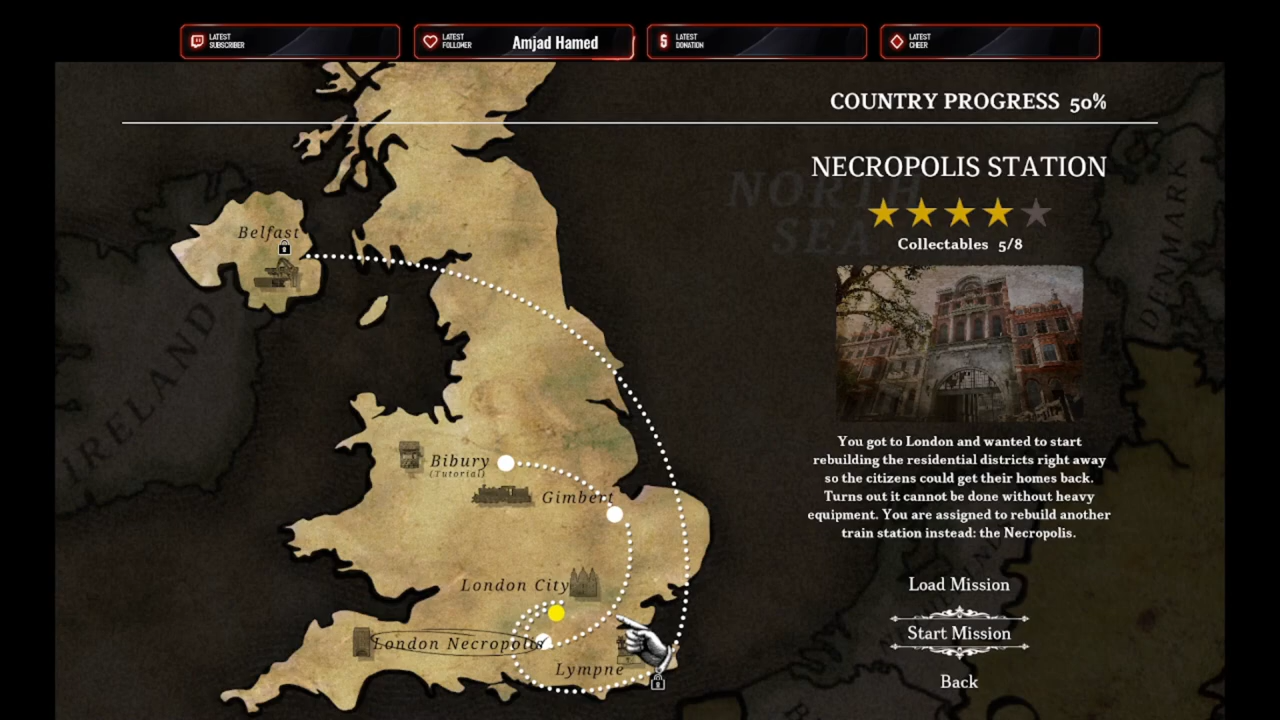 LATEST
SUBSCRIBER
LATEST
FOLLOWER
Amjad Hamed
LATEST
DONATION
LATEST
CHEER
COUNTRY PROGRESS 50%
NECROPOLIS STATION
Collectables 5/8
NORTH
SEA
DENMARK
IRELAND
Belfast
Bibury
(Tutorial)
Gimbert
London City
London Necropolis
Lympne
You got to London and wanted to start
rebuilding the residential districts right away
so the citizens could get their homes back.
Turns out it cannot be done without heavy
equipment. You are assigned to rebuild another
train station instead: the Necropolis.
Load Mission
Start Mission
Back